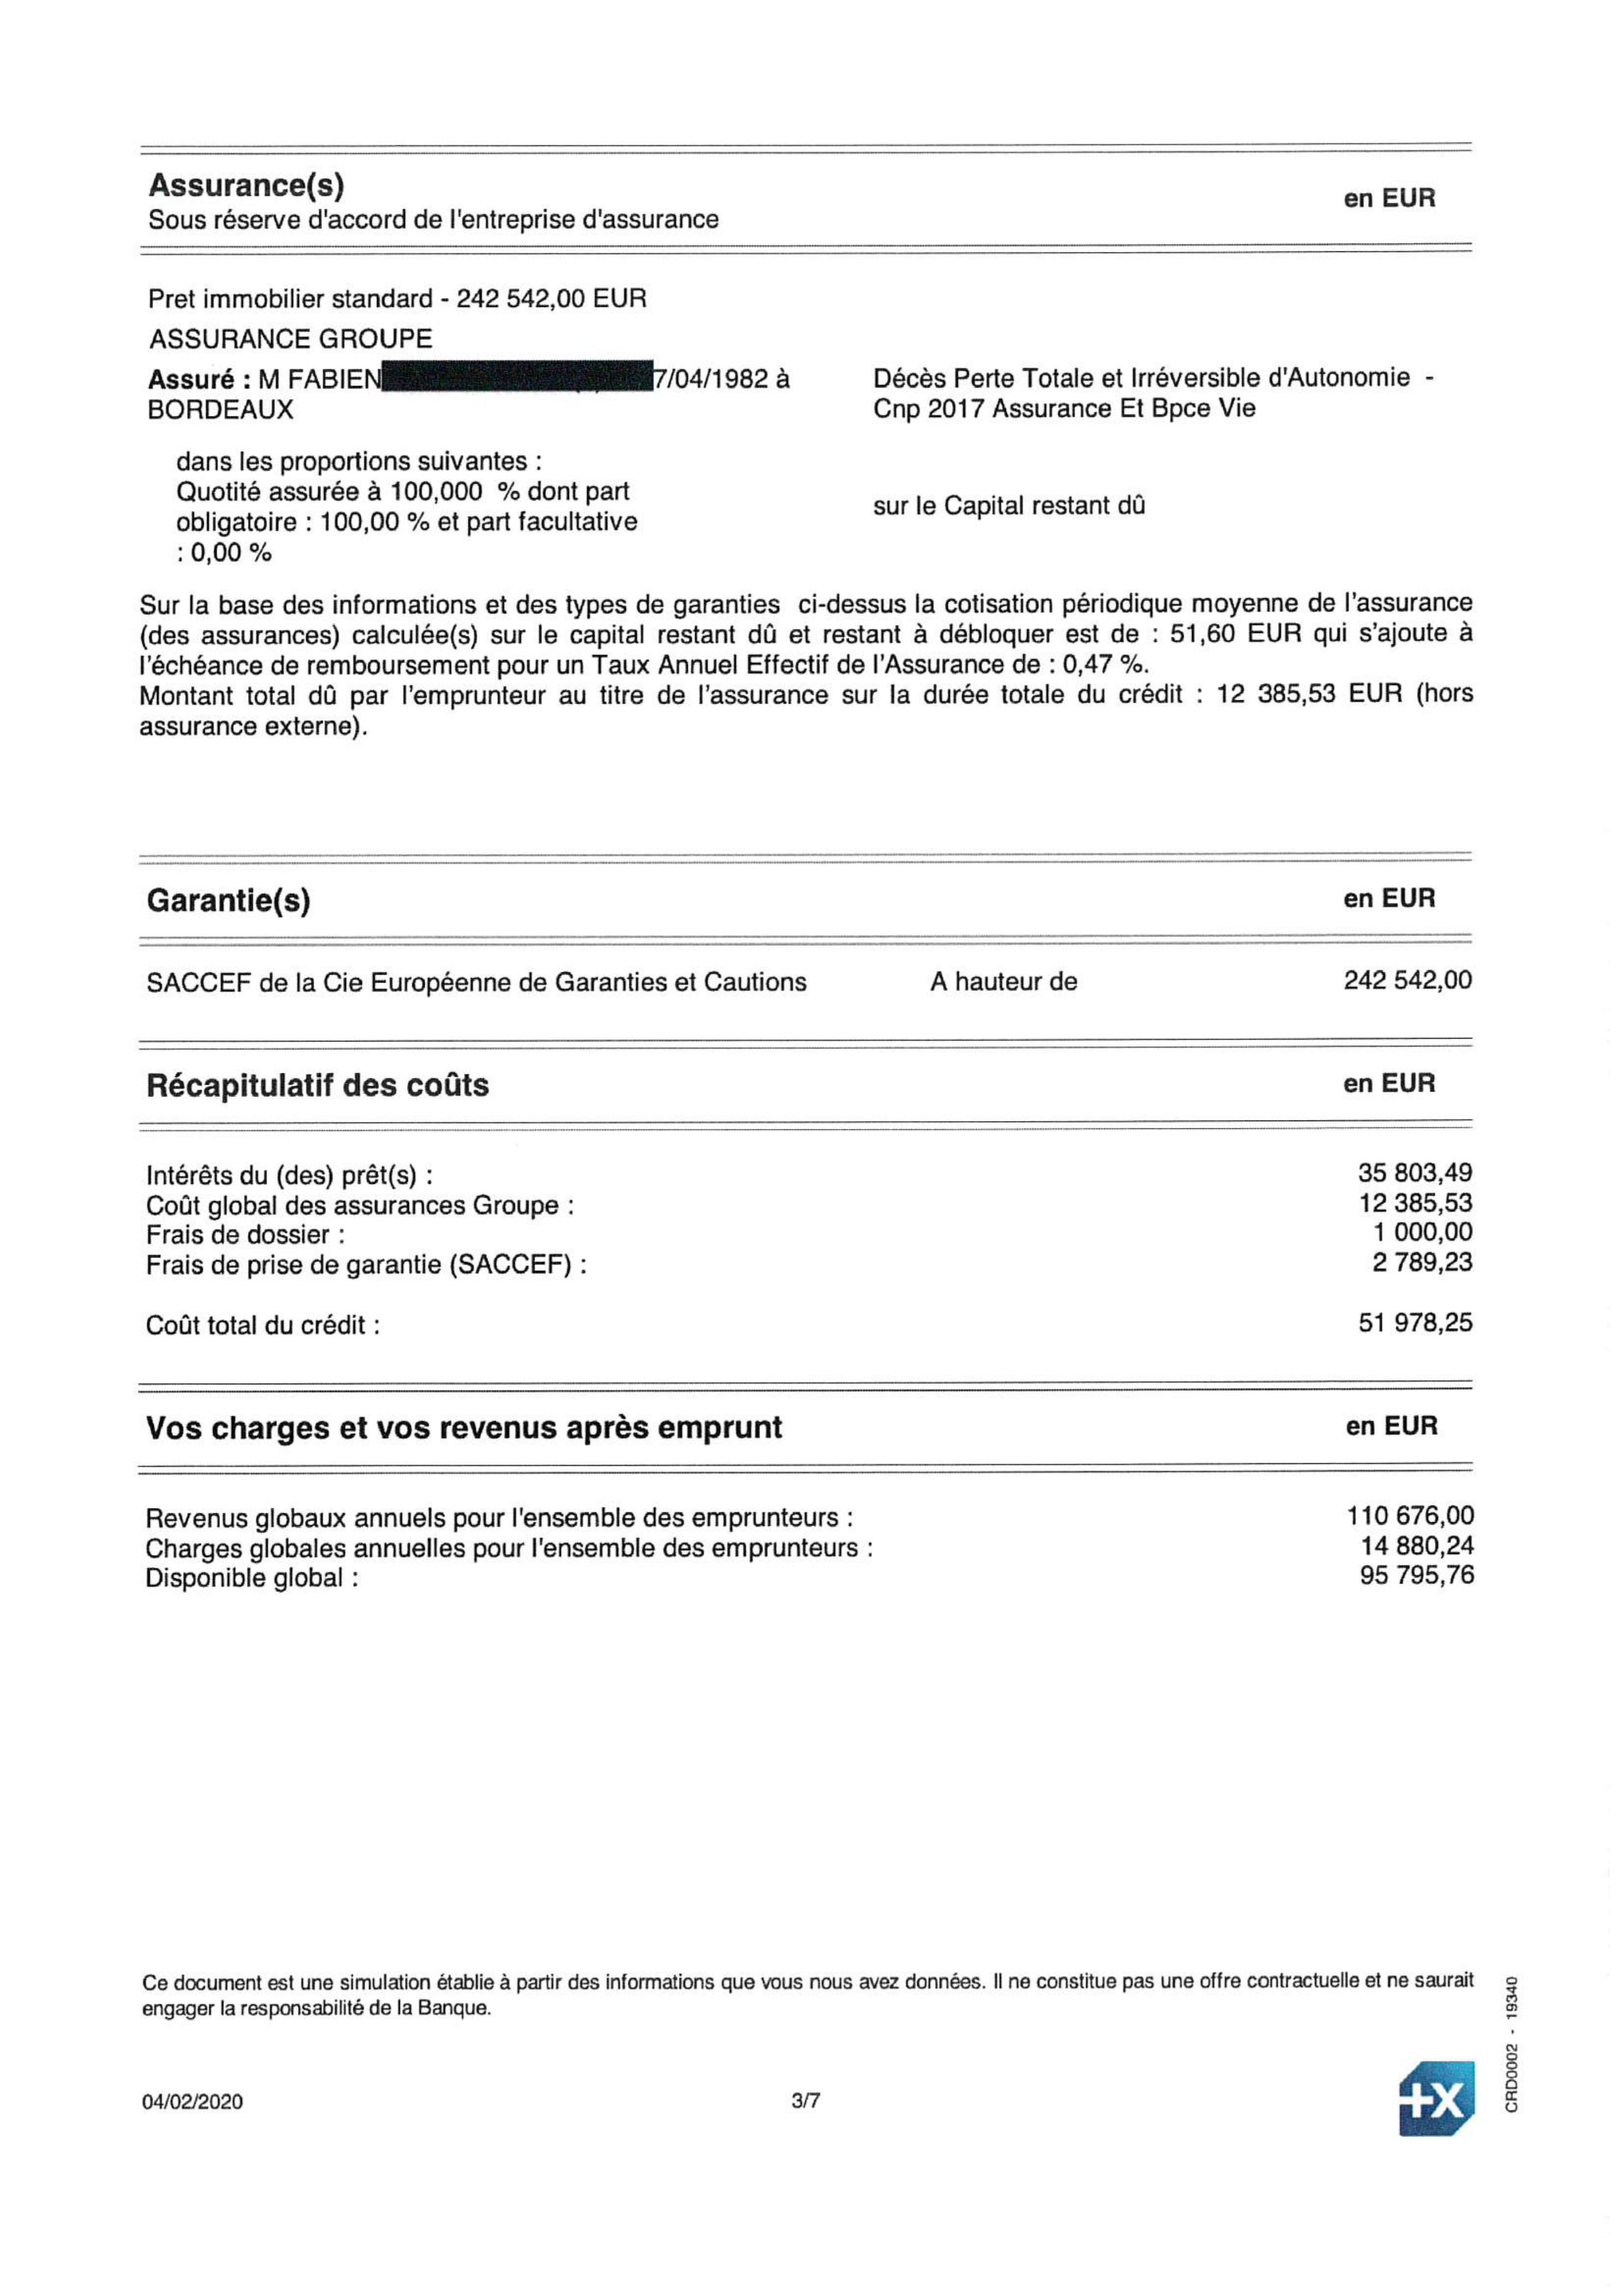 Assurance(s)
en EUR
Sous réserve d'accord de l'entreprise d'assurance
Pret immobilier standard - 242 542,00 EUR
ASSURANCE GROUPE
Assuré : M FABIEN 7/04/1982 à
BORDEAUX
Décès Perte Totale et Irréversible d'Autonomie -
Cnp 2017 Assurance Et Bpce Vie
dans les proportions suivantes :
Quotité assurée à 100,000 % dont part
obligatoire : 100,00 % et part facultative
: 0,00 %
sur le Capital restant dû
Sur la base des informations et des types de garanties ci-dessus la cotisation périodique moyenne de l'assurance
(des assurances) calculée(s) sur le capital restant dû et restant à débloquer est de : 51,60 EUR qui s'ajoute à
l'échéance de remboursement pour un Taux Annuel Effectif de l'Assurance de : 0,47 %.
Montant total dû par l'emprunteur au titre de l'assurance sur la durée totale du crédit : 12 385,53 EUR (hors
assurance externe).
Garantie(s) en EUR
SACCEF de la Cie Européenne de Garanties et Cautions A hauteur de 242 542,00
Récapitulatif des coûts en EUR
Intérêts du (des) prêt(s) : 35 803,49
Coût global des assurances Groupe : 12 385,53
Frais de dossier : 1 000,00
Frais de prise de garantie (SACCEF) : 2 789,23
Coût total du crédit : 51 978,25
Vos charges et vos revenus après emprunt en EUR
Revenus globaux annuels pour l'ensemble des emprunteurs : 110 676,00
Charges globales annuelles pour l'ensemble des emprunteurs : 14 880,24
Disponible global : 95 795,76
Ce document est une simulation établie à partir des informations que vous nous avez données. Il ne constitue pas une offre contractuelle et ne saurait
engager la responsabilité de la Banque.
04/02/2020 3/7
+X
CRD0002 - 19340